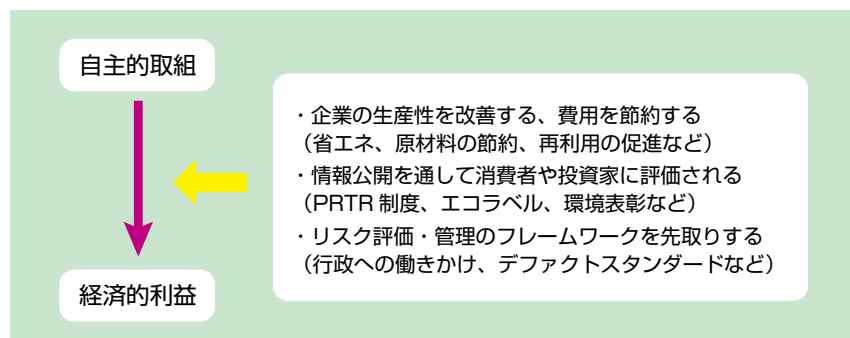 自主的取組
・企業の生産性を改善する、費用を節約する
（省エネ、原材料の節約、再利用の促進など）
・情報公開を通して消費者や投資家に評価される
（PRTR 制度、エコラベル、環境表彰など）
・リスク評価・管理のフレームワークを先取りする
（行政への働きかけ、デファクトスタンダードなど）
経済的利益